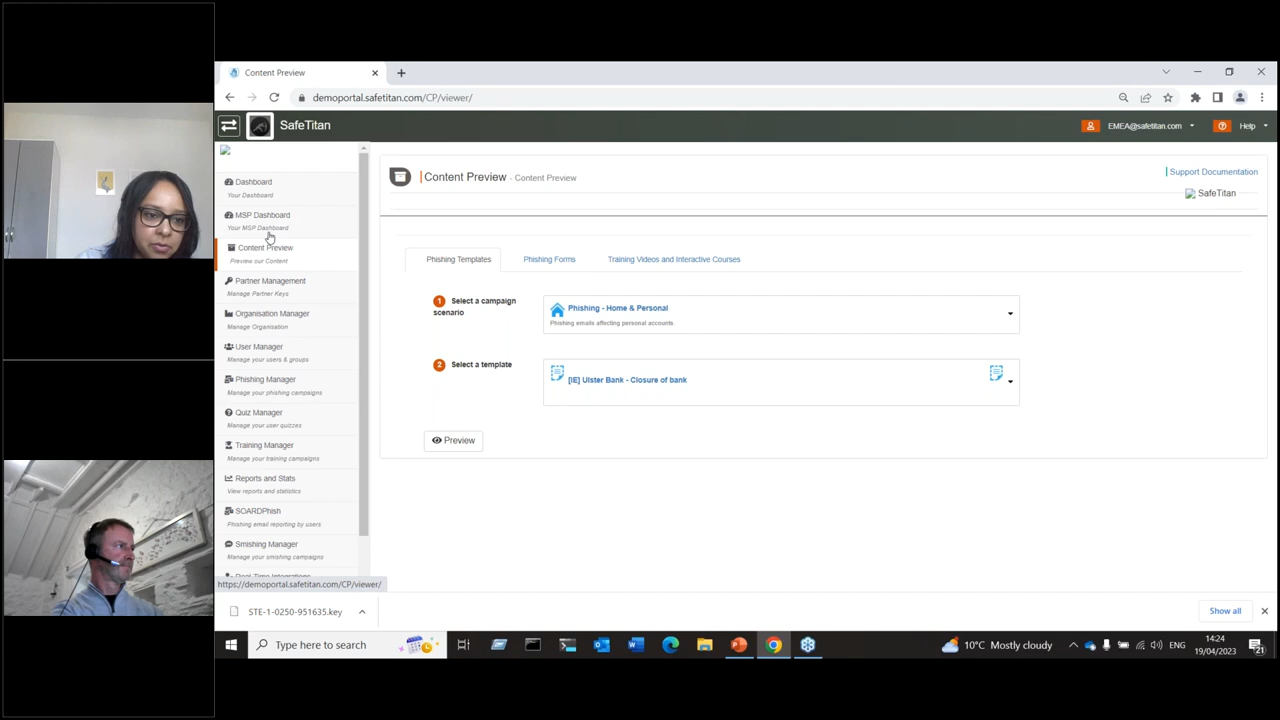 Content Preview
demoportal.safetitan.com/CP/viewer/
SafeTitan
EMEA@safetitan.com
Help
Dashboard
Your Dashboard
MSP Dashboard
Your MSP Dashboard
Content Preview
Preview our Content
Partner Management
Manage Partner Keys
Organisation Manager
Manage Organisation
User Manager
Manage your users & groups
Phishing Manager
Manage your phishing campaigns
Quiz Manager
Manage your user quizzes
Training Manager
Manage your training campaigns
Reports and Stats
View reports and statistics
SOARDPhish
Phishing email reporting by users
Smishing Manager
Manage your smishing campaigns
Real-Time Integrations
https://demoportal.safetitan.com/CP/viewer/
Content Preview - Content Preview
Support Documentation
SafeTitan
Phishing Templates
Phishing Forms
Training Videos and Interactive Courses
1 Select a campaign
scenario
Phishing - Home & Personal
Phishing emails affecting personal accounts
2 Select a template
[IE] Ulster Bank - Closure of bank
Preview
STE-1-0250-951635.key
Show all
Type here to search
10°C Mostly cloudy
ENG
14:24
19/04/2023
21